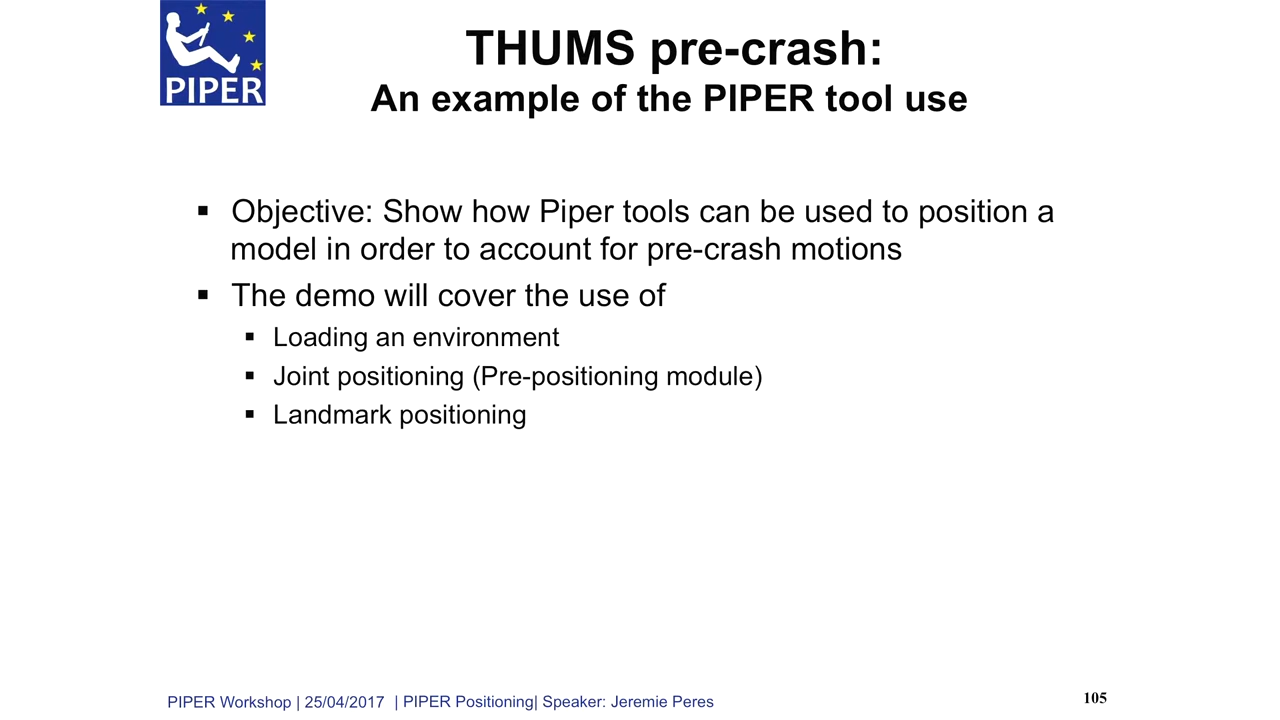 PIPER
THUMS pre-crash:
An example of the PIPER tool use
▪ Objective: Show how Piper tools can be used to position a
model in order to account for pre-crash motions
▪ The demo will cover the use of
▪ Loading an environment
▪ Joint positioning (Pre-positioning module)
▪ Landmark positioning
PIPER Workshop | 25/04/2017 | PIPER Positioning| Speaker: Jeremie Peres
105